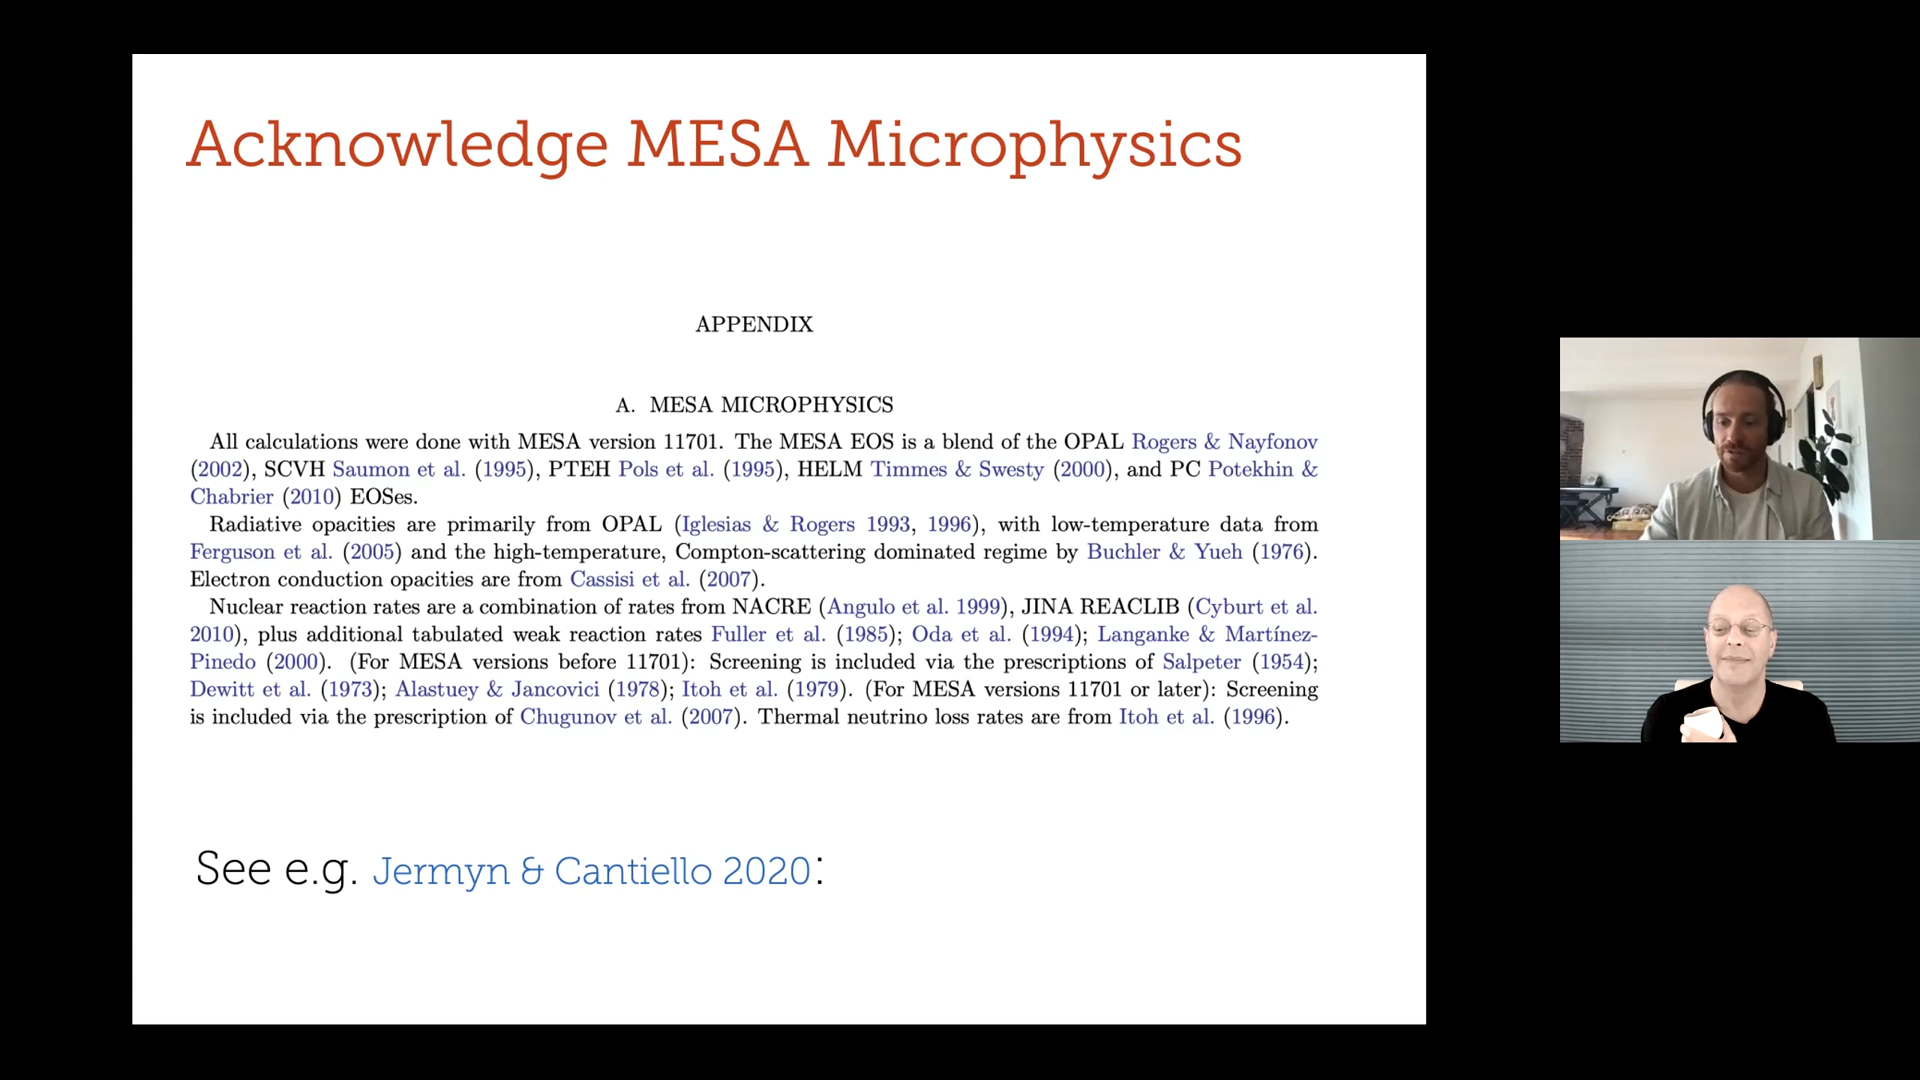 Acknowledge MESA Microphysics
APPENDIX
A. MESA MICROPHYSICS
All calculations were done with MESA version 11701. The MESA EOS is a blend of the OPAL Rogers & Nayfonov
(2002), SCVH Saumon et al. (1995), PTEH Pols et al. (1995), HELM Timmes & Swesty (2000), and PC Potekhin &
Chabrier (2010) EOSes.
Radiative opacities are primarily from OPAL (Iglesias & Rogers 1993, 1996), with low-temperature data from
Ferguson et al. (2005) and the high-temperature, Compton-scattering dominated regime by Buchler & Yueh (1976).
Electron conduction opacities are from Cassisi et al. (2007).
Nuclear reaction rates are a combination of rates from NACRE (Angulo et al. 1999), JINA REACLIB (Cyburt et al.
2010), plus additional tabulated weak reaction rates Fuller et al. (1985); Oda et al. (1994); Langanke & Martínez-
Pinedo (2000). (For MESA versions before 11701): Screening is included via the prescriptions of Salpeter (1954);
Dewitt et al. (1973); Alastuey & Jancovici (1978); Itoh et al. (1979). (For MESA versions 11701 or later): Screening
is included via the prescription of Chugunov et al. (2007). Thermal neutrino loss rates are from Itoh et al. (1996).
See e.g. Jermyn & Cantiello 2020: